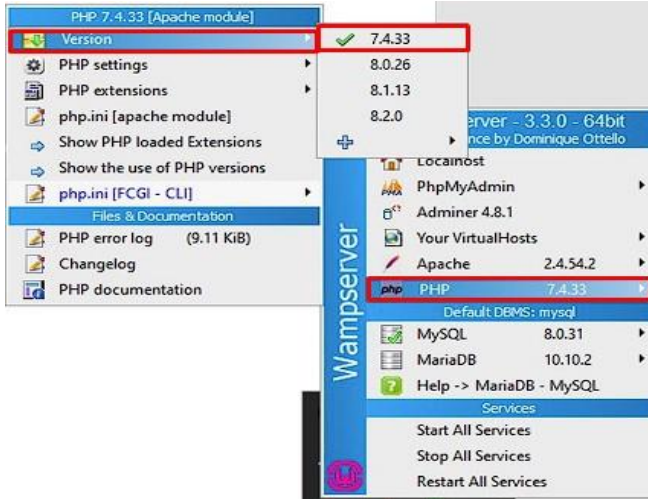 PHP 7.4.33 [Apache module]
Version
PHP settings
PHP extensions
php.ini [apache module]
Show PHP loaded Extensions
Show the use of PHP versions
php.ini [FCGI - CLI]
Files & Documentation
PHP error log (9.11 KiB)
Changelog
PHP documentation
7.4.33
8.0.26
8.1.13
8.2.0
Wampserver
erver - 3.3.0 - 64bit
nce by Dominique Ottello
Localhost
PhpMyAdmin
Adminer 4.8.1
Your VirtualHosts
Apache 2.4.54.2
php PHP 7.4.33
Default DBMS: mysql
MySQL 8.0.31
MariaDB 10.10.2
Help -> MariaDB - MySQL
Services
Start All Services
Stop All Services
Restart All Services